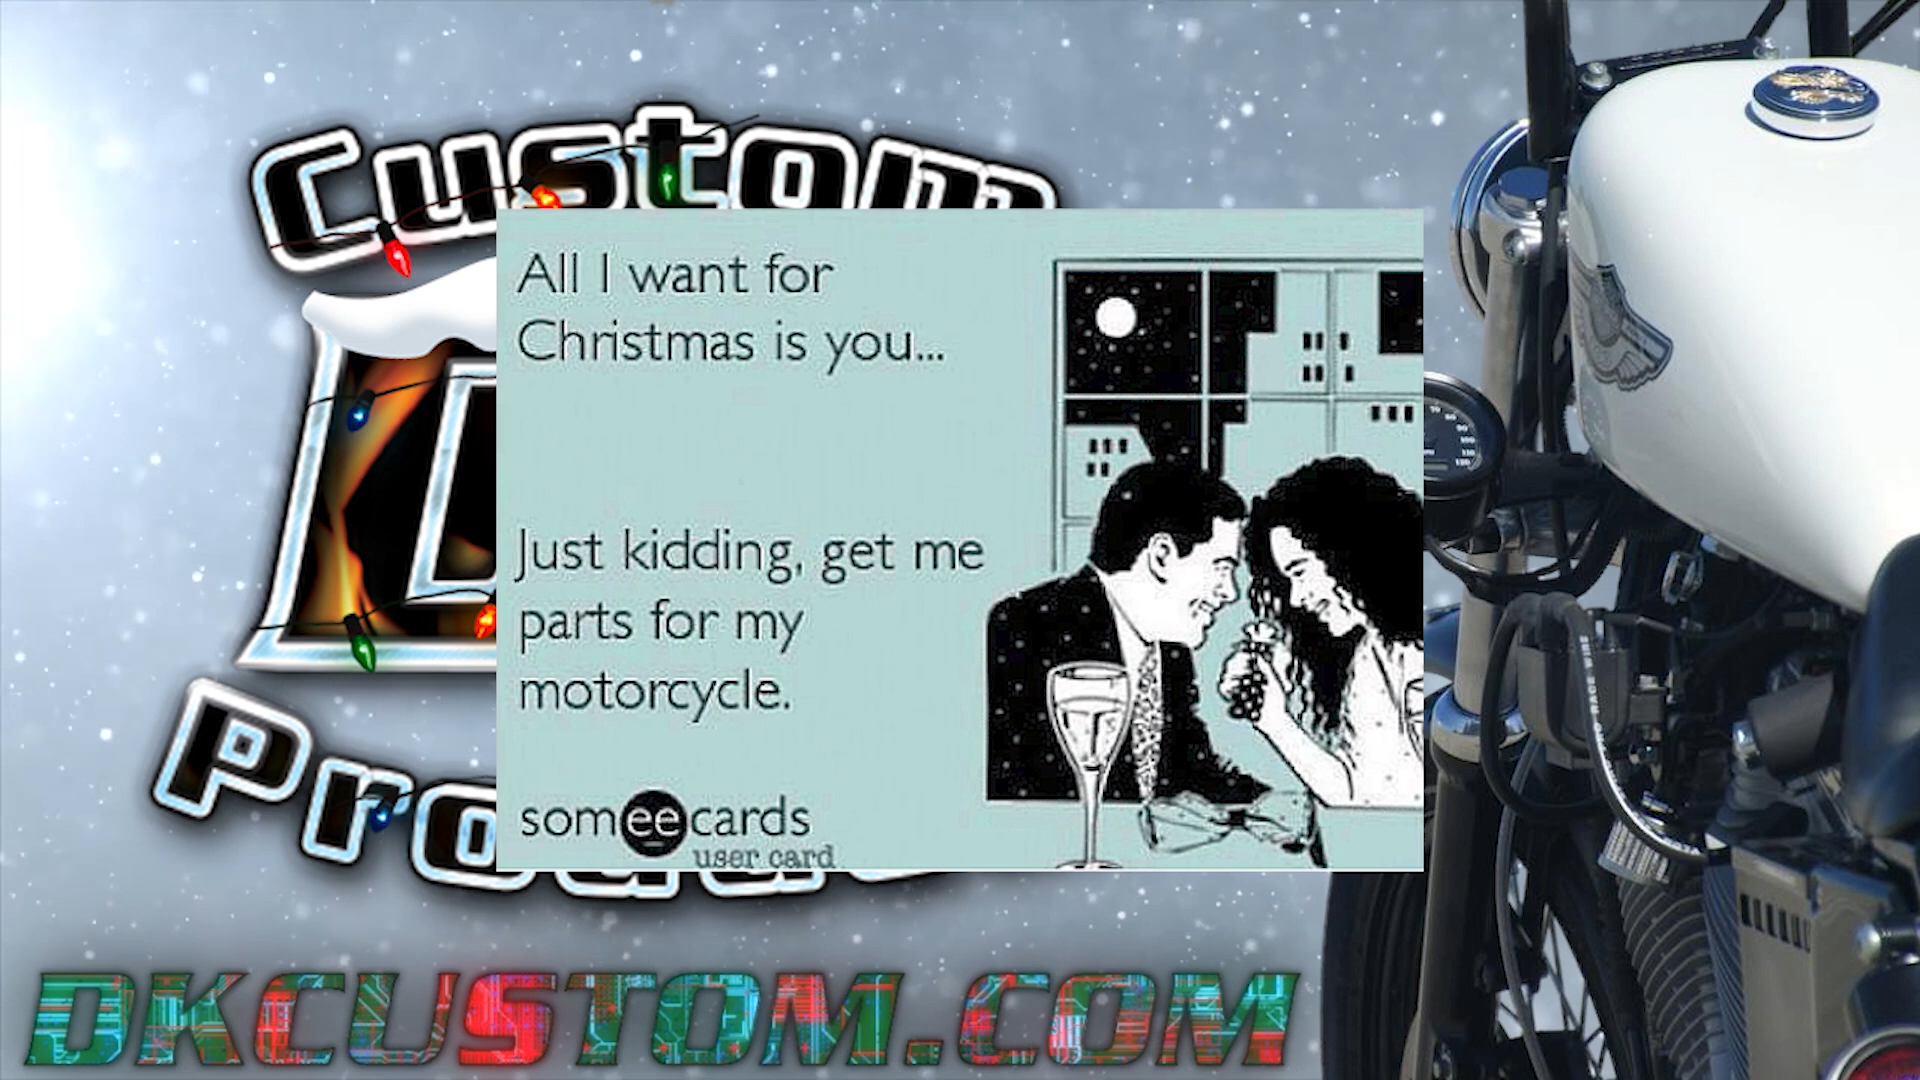 Custom
All I want for
Christmas is you...
Just kidding, get me
parts for my
motorcycle.
someecards
user card
DKCUSTOM.COM